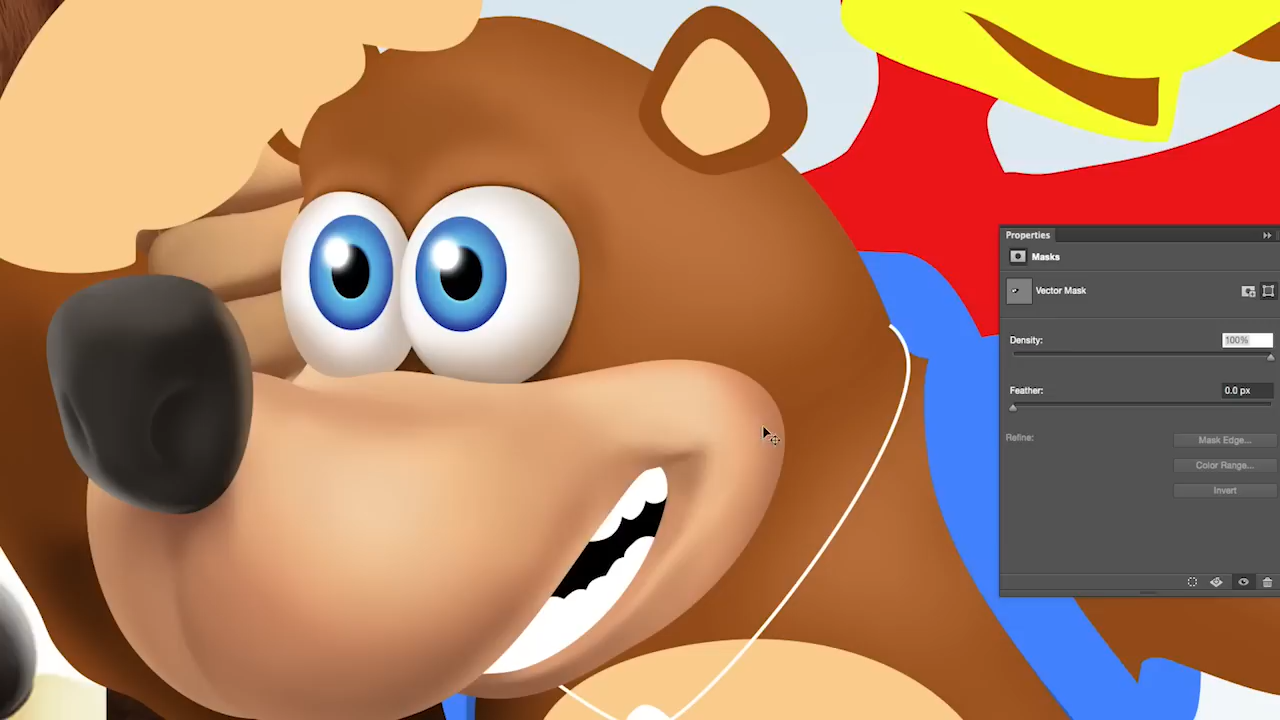 Properties
Masks
Vector Mask
Density:
100%
Feather:
0.0 px
Refine:
Mask Edge...
Color Range...
Invert